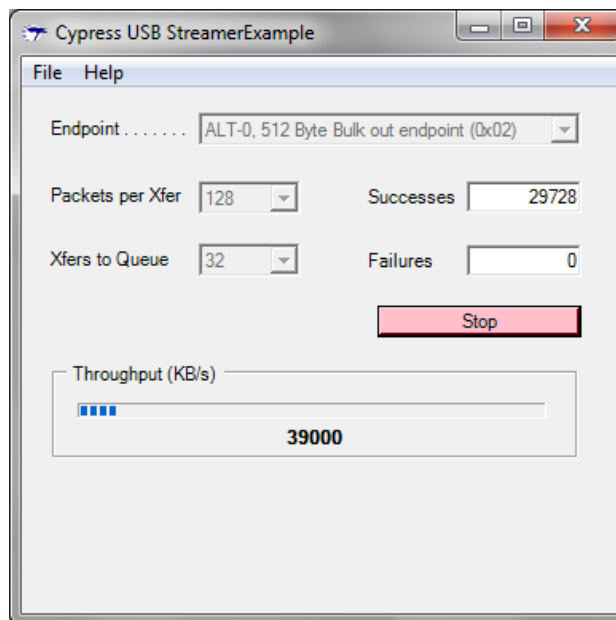 Cypress USB StreamerExample
File Help
Endpoint . . . . . . . ALT-0, 512 Byte Bulk out endpoint (0x02)
Packets per Xfer 128 Successes 29728
Xfers to Queue 32 Failures 0
Stop
Throughput (KB/s)
39000